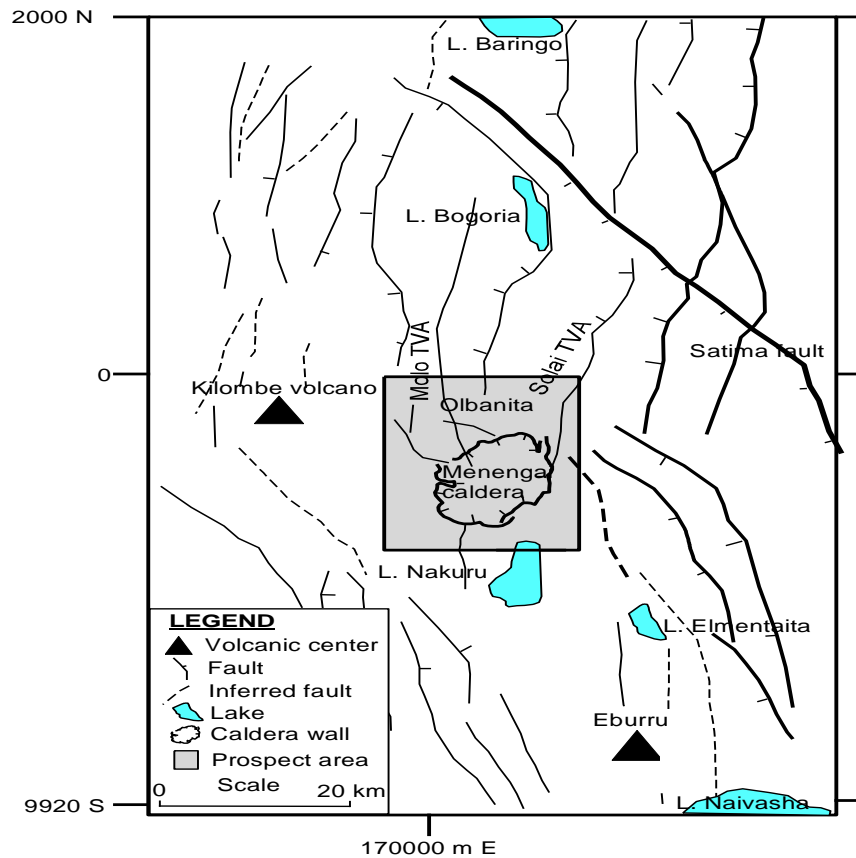 2000 N
L. Baringo
L. Bogoria
Molo TVA
Solai TVA
Satima fault
0
Kilombe volcano
Olbanita
Menenga
caldera
L. Nakuru
L. Elmentaita
Eburru
L. Naivasha
LEGEND
Volcanic center
Fault
Inferred fault
Lake
Caldera wall
Prospect area
Scale
0 20 km
9920 S
170000 m E